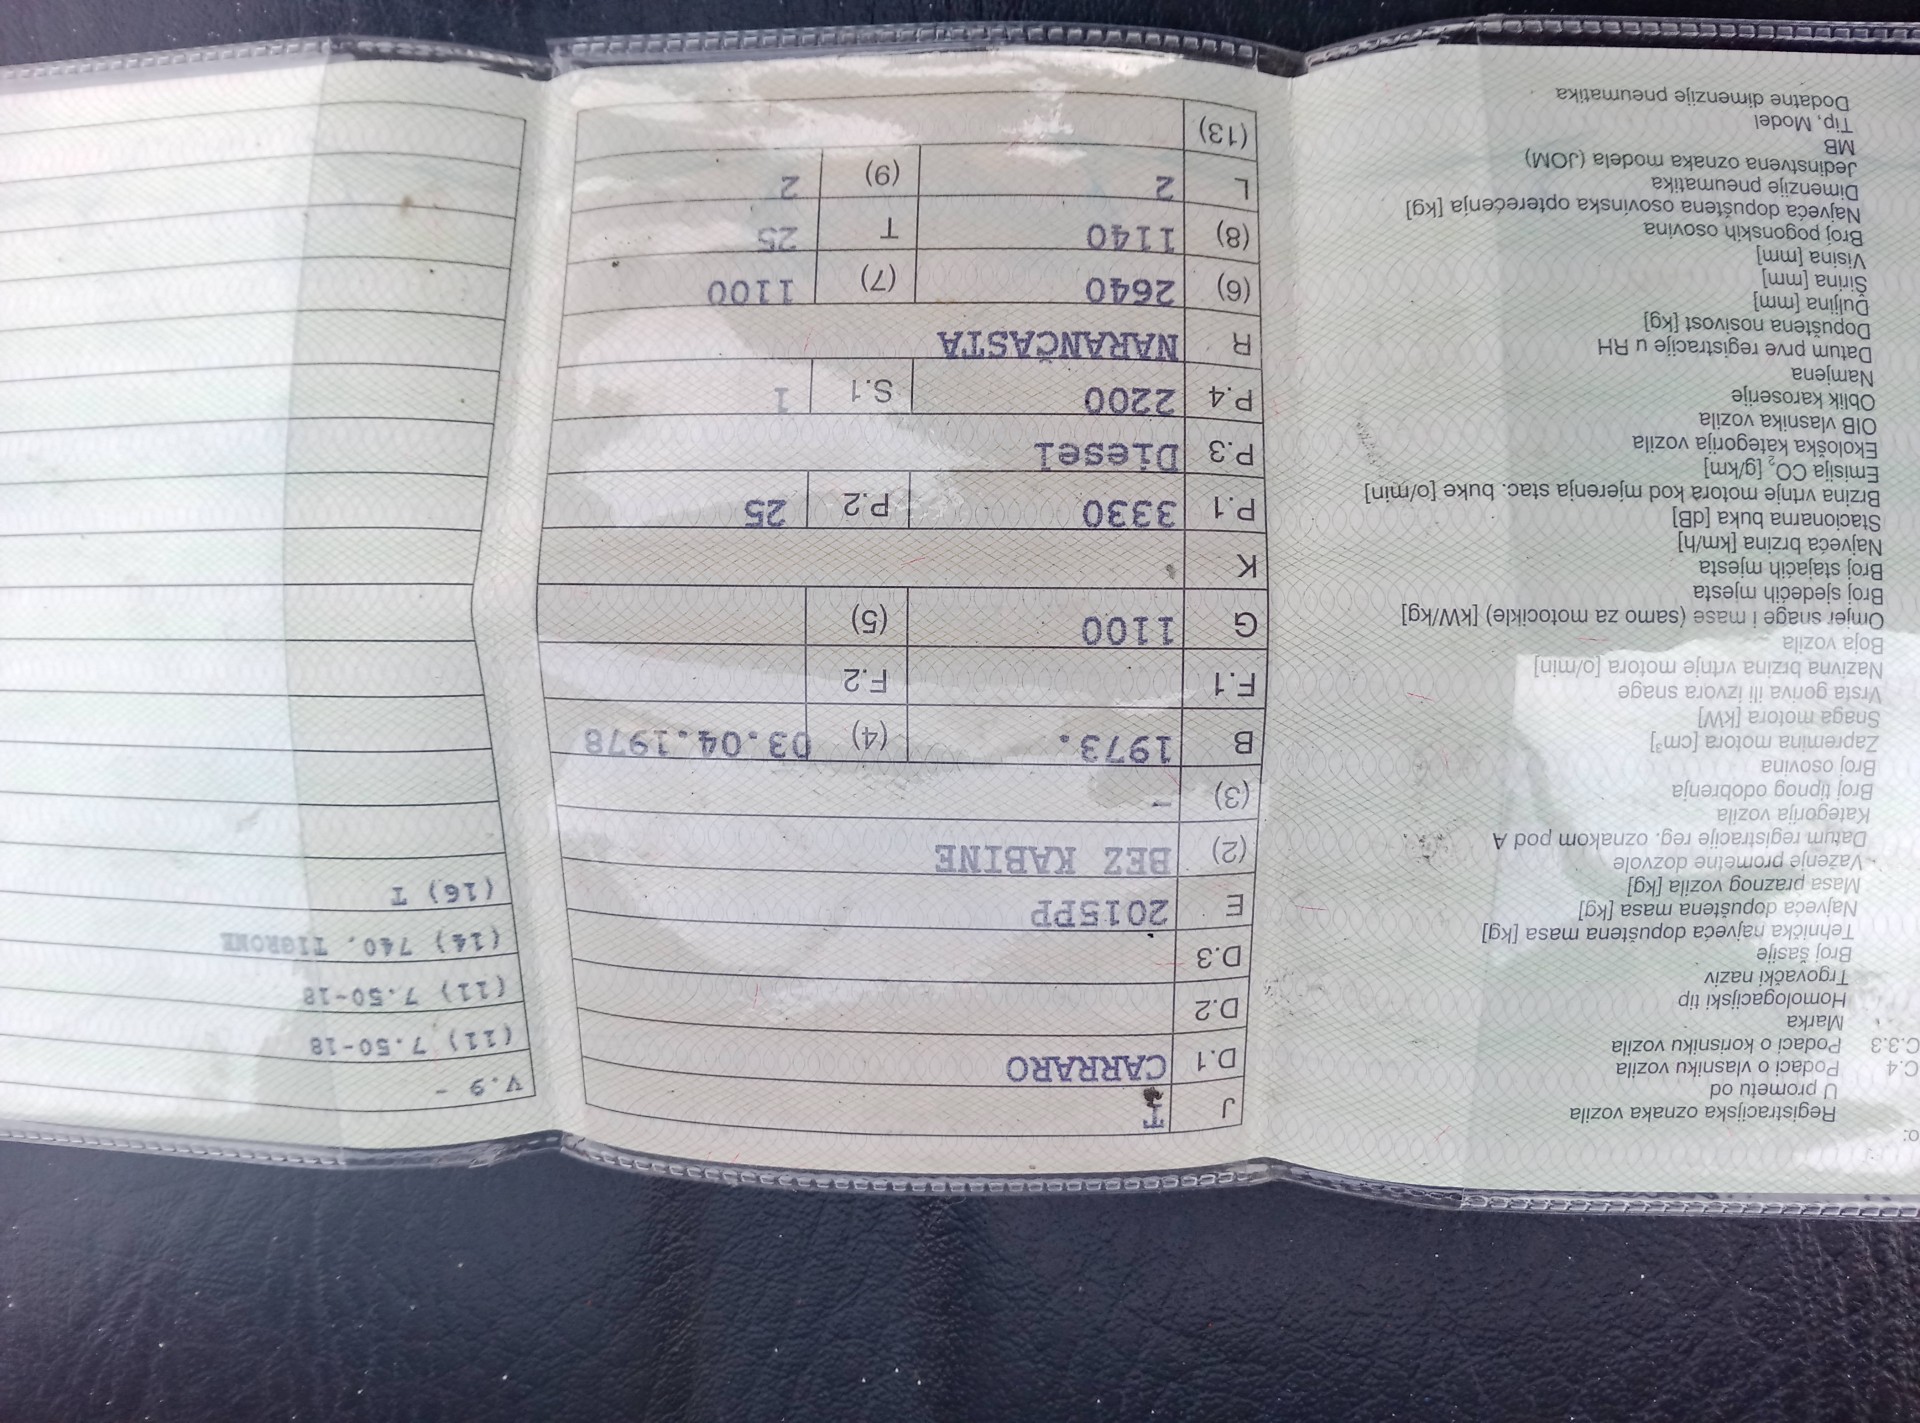 o:
Registracijska oznaka vozila
U prometu od
C.4 Podaci o vlasniku vozila
C.3.3 Podaci o korisniku vozila
Marka
Homologacijski tip
Trgovački naziv
Broj šasije
Tehnička najveća dopuštena masa [kg]
Najveća dopuštena masa [kg]
Masa praznog vozila [kg]
Važenje prometne dozvole
Datum registracije reg. oznakom pod A
Kategorija vozila
Broj tipnog odobrenja
Broj osovina
Zapremina motora [cm³]
Snaga motora [kW]
Vrsta goriva ili izvora snage
Nazivna brzina vrtnje motora [o/min]
Boja vozila
Omjer snage i mase (samo za motocikle) [kW/kg]
Broj sjedećih mjesta
Broj stajaćih mjesta
Najveća brzina [km/h]
Stacionarna buka [dB]
Brzina vrtnje motora kod mjerenja stac. buke [o/min]
Emisija CO₂ [g/km]
Ekološka kategorija vozila
OIB vlasnika vozila
Oblik karoserije
Namjena
Datum prve registracije u RH
Dopuštena nosivost [kg]
Duljina [mm]
Širina [mm]
Visina [mm]
Broj pogonskih osovina
Najveća dopuštena osovinska opterećenja [kg]
Dimenzije pneumatika
Jedinstvena oznaka modela (JOM)
MB
Tip, Model
Dodatne dimenzije pneumatika
J T
D.1 CARRARO
D.2
D.3
E 2015PP
(2) BEZ KABINE
(3) -
B 1973. (4) 03.04.1978
F.1 F.2
G 1100 (5)
K
P.1 3330 P.2 25
P.3 Diesel
P.4 2200 S.1 1
R NARANČASTA
(6) 2640 (7) 1100
(8) 1140 T 25
L 2 (9) 2
(13)
V.9 -
(11) 7.50-18
(11) 7.50-18
(14) 740, TIGRONE
(16) T